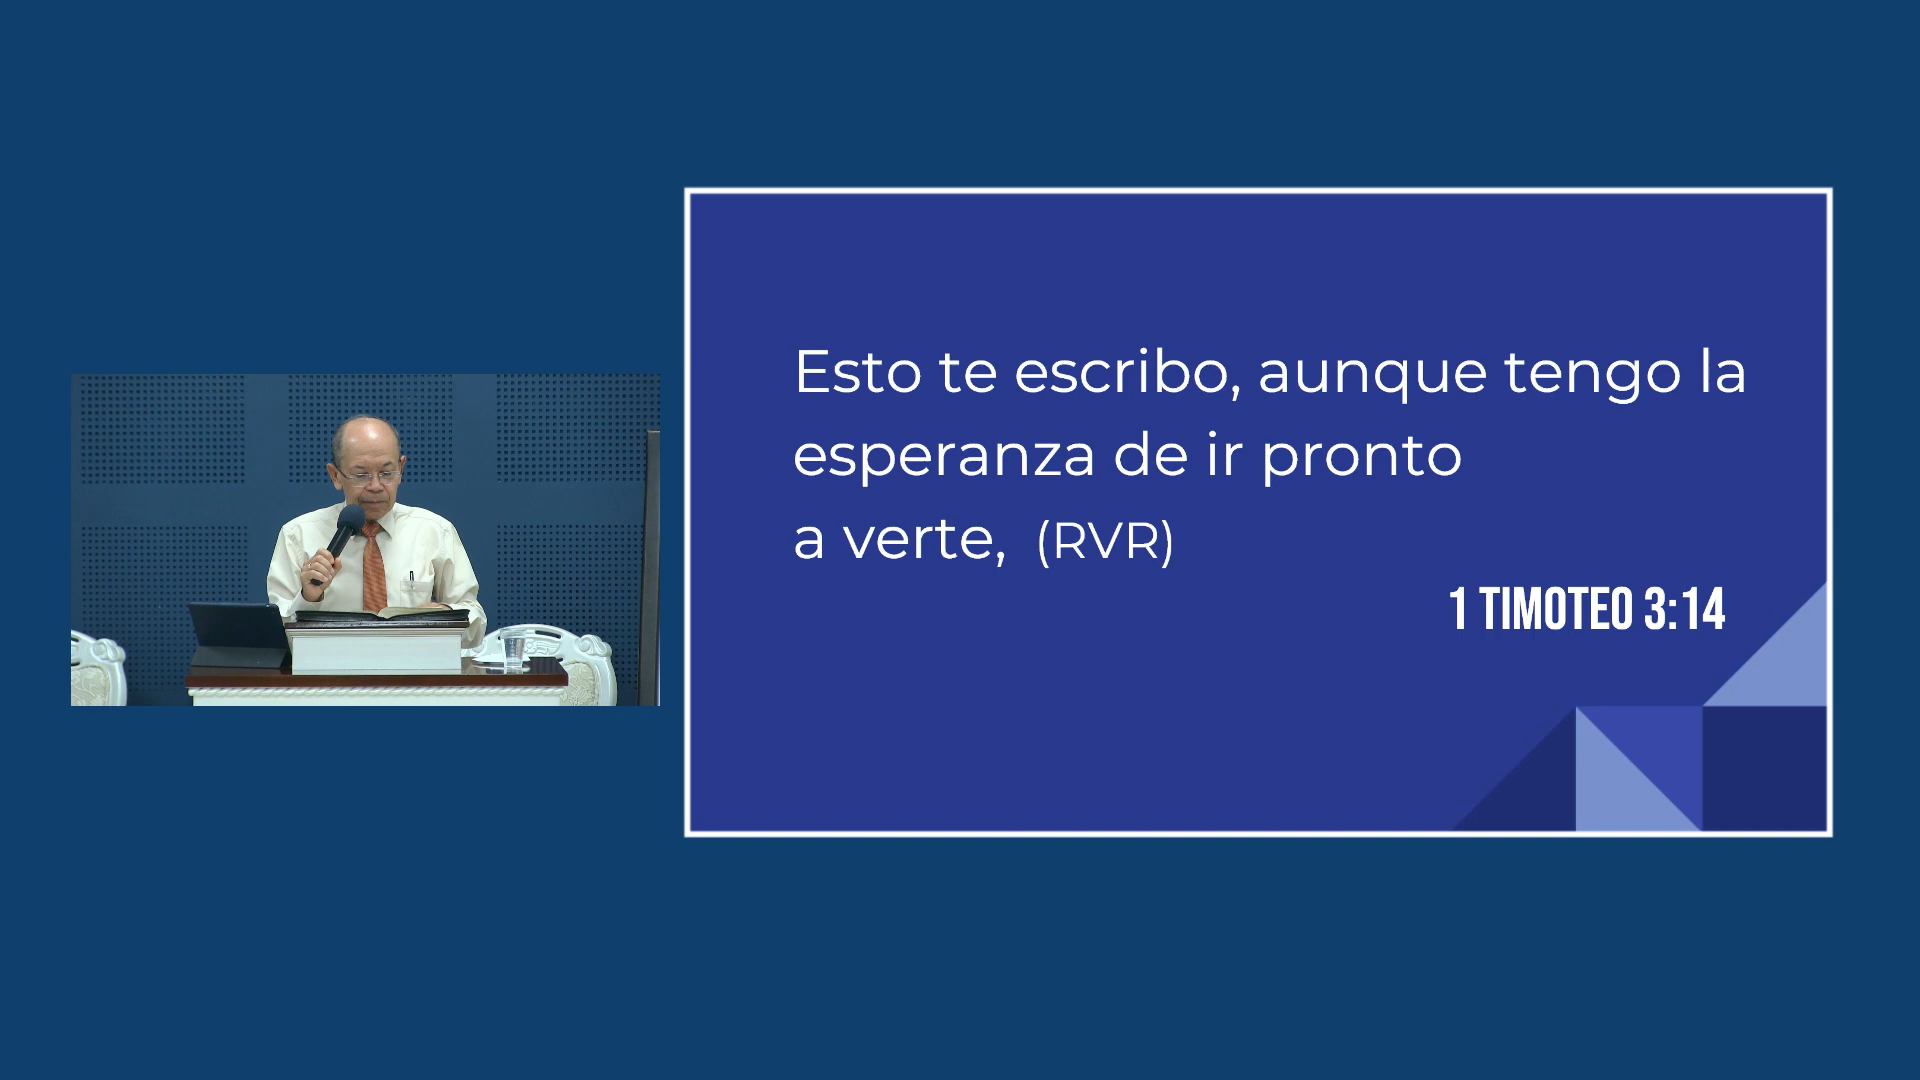 Esto te escribo, aunque tengo la
esperanza de ir pronto
a verte, (RVR)
1 TIMOTEO 3:14